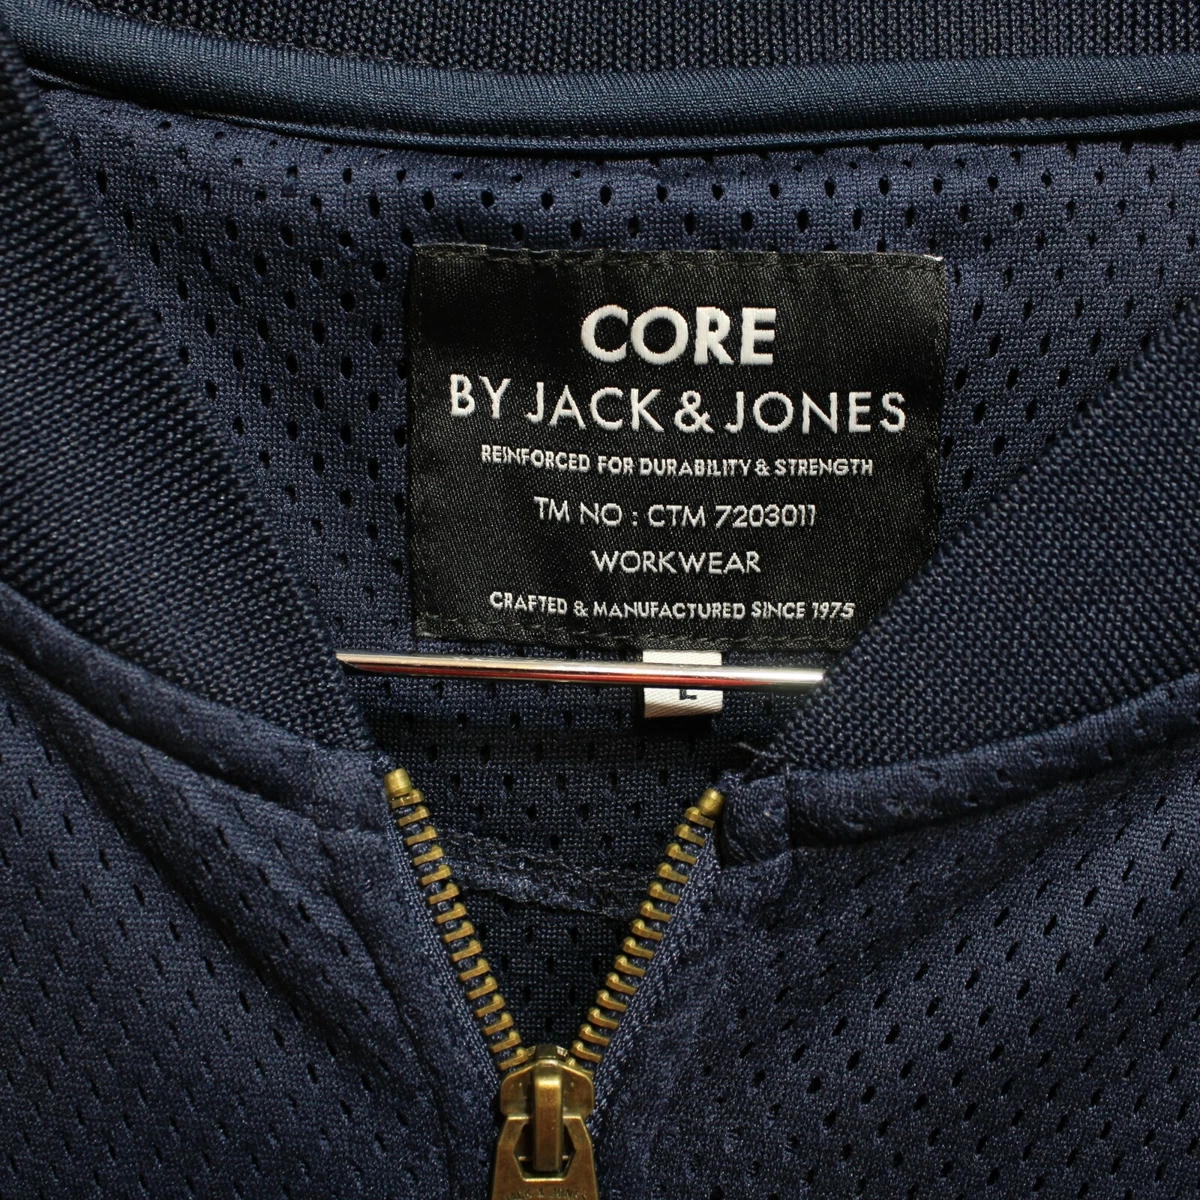 CORE
BY JACK & JONES
REINFORCED FOR DURABILITY & STRENGTH
TM NO : CTM 7203011
WORKWEAR
CRAFTED & MANUFACTURED SINCE 1975
L